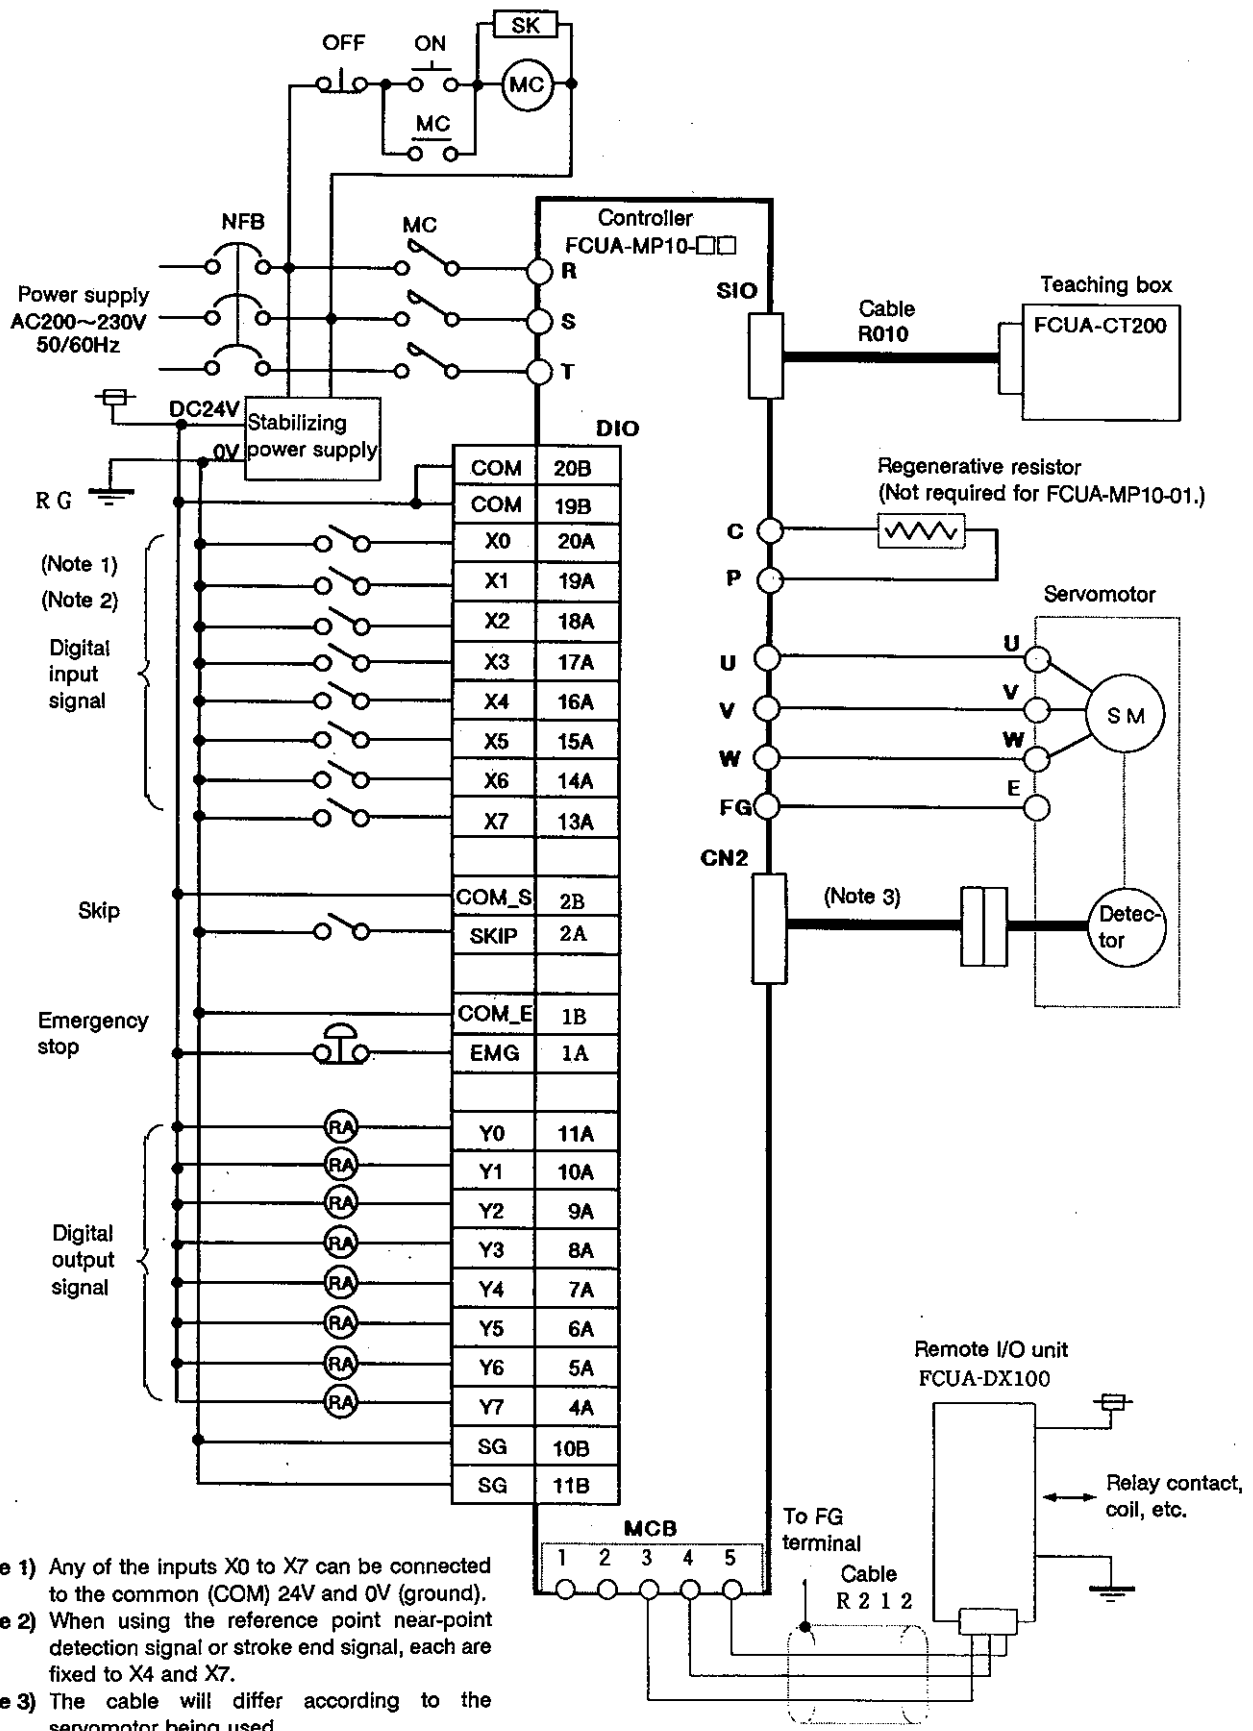 SK
OFF
ON
MC
MC
NFB
MC
Controller
FCUA-MP10-□□
R
S
T
Power supply
AC200～230V
50/60Hz
SIO
Cable
R010
Teaching box
FCUA-CT200
DC24V
0V
Stabilizing
power supply
R G
DIO
COM 20B
COM 19B
X0 20A
X1 19A
X2 18A
X3 17A
X4 16A
X5 15A
X6 14A
X7 13A
COM_S 2B
SKIP 2A
COM_E 1B
EMG 1A
Y0 11A
Y1 10A
Y2 9A
Y3 8A
Y4 7A
Y5 6A
Y6 5A
Y7 4A
SG 10B
SG 11B
(Note 1)
(Note 2)
Digital
input
signal
Skip
Emergency
stop
Digital
output
signal
RA
RA
RA
RA
RA
RA
RA
RA
Regenerative resistor
(Not required for FCUA-MP10-01.)
C
P
Servomotor
U
V
W
FG
U
V
W
E
S M
CN2
(Note 3)
Detec-
tor
Remote I/O unit
FCUA-DX100
Relay contact,
coil, etc.
MCB
1 2 3 4 5
To FG
terminal
Cable
R 2 1 2
e 1) Any of the inputs X0 to X7 can be connected
to the common (COM) 24V and 0V (ground).
e 2) When using the reference point near-point
detection signal or stroke end signal, each are
fixed to X4 and X7.
e 3) The cable will differ according to the
servomotor being used